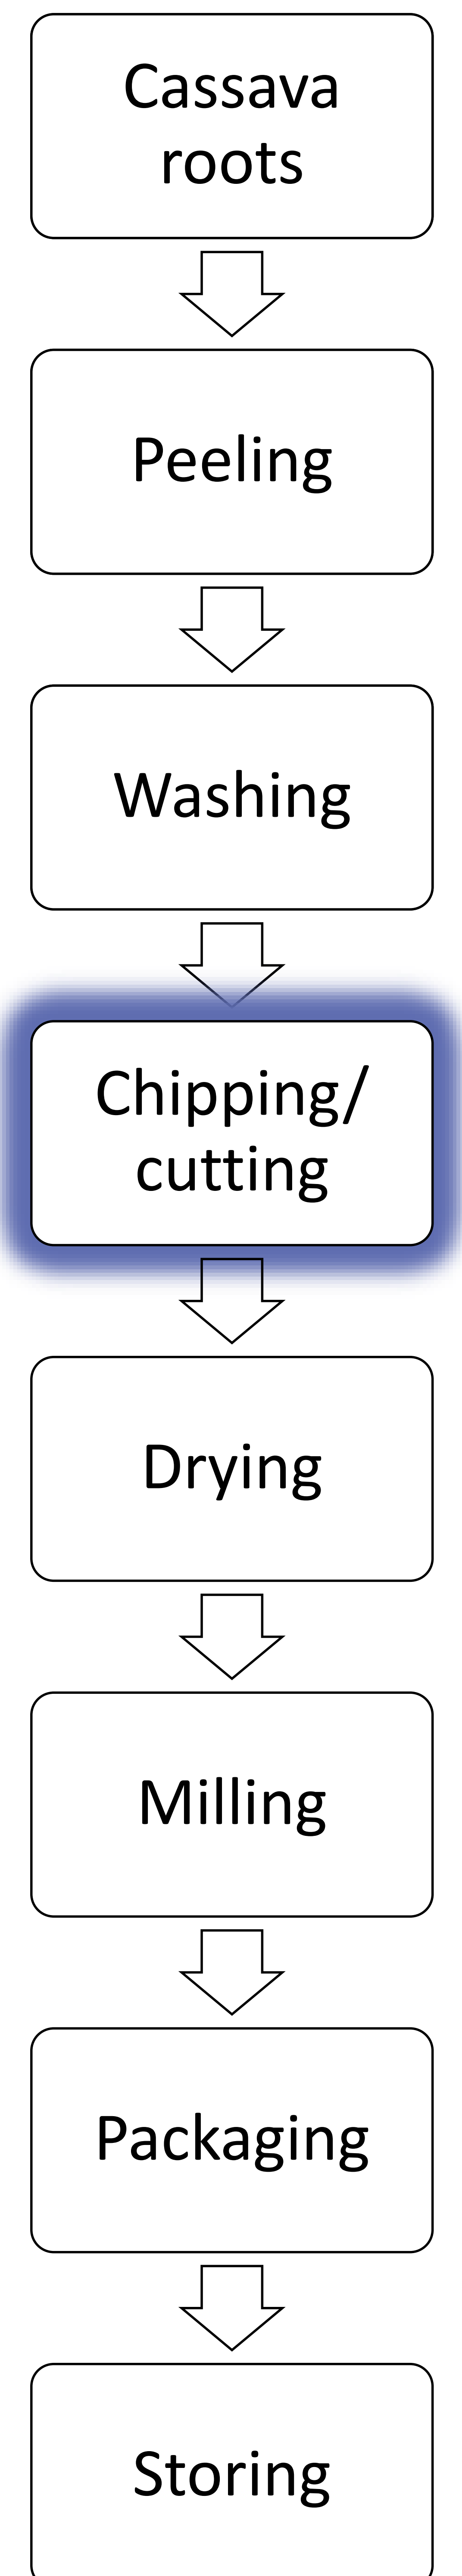 Cassava
roots
Peeling
Washing
Chipping/
cutting
Drying
Milling
Packaging
Storing